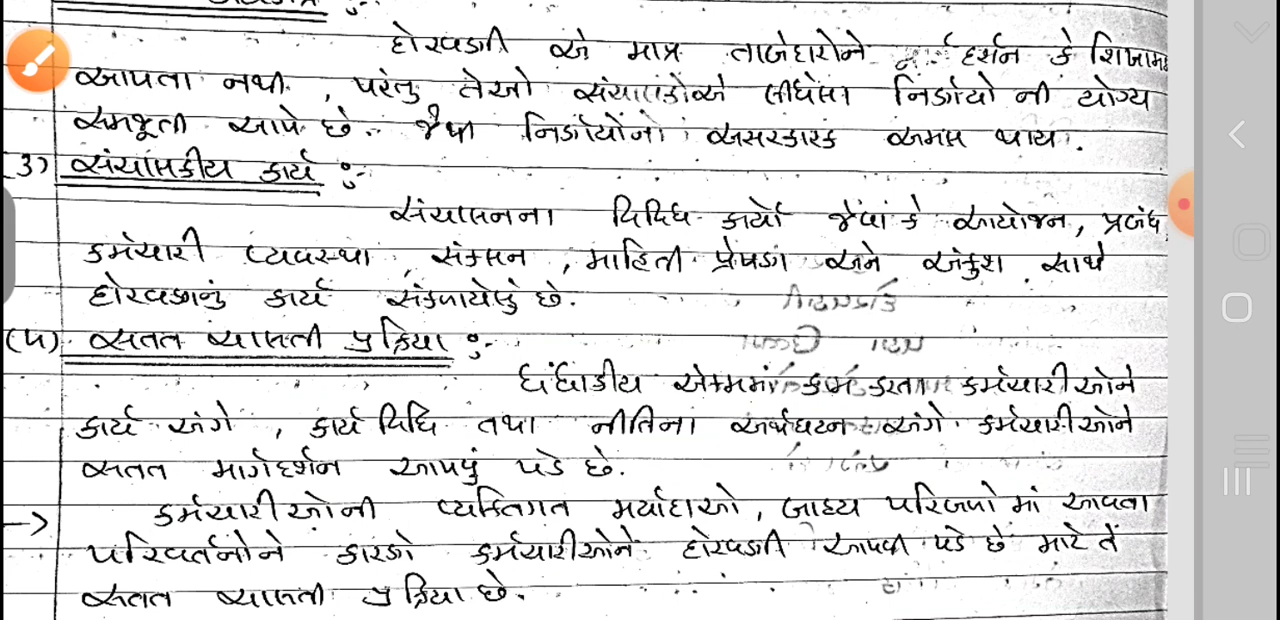 દોરવણી એ માત્ર તાબેદારોને માર્ગદર્શન કે શિખામણ
આપતા નથી, પરંતુ તેઓ સંચાલકોએ લીધેલા નિર્ણયો ની યોગ્ય
સમજૂતી આપે છે. જેથી નિર્ણયોનો અસરકારક અમલ થાય.
3) સંચાલકીય કાર્ય :-
સંચાલનના વિવિધ કાર્યો જેવાં કે આયોજન, પ્રબંધ,
કર્મચારી વ્યવસ્થા, સંકલન, માહિતી પ્રેષણ અને અંકુશ સાથે
દોરવણાનું કાર્ય સંકળાયેલું છે.
(૫) સતત ચાલતી પ્રક્રિયા :-
ધંધાકીય એકમમાં કામ કરતા કર્મચારીઓને
કાર્ય અંગે, કાર્ય વિધિ તથા નીતિના અર્થઘટન અંગે કર્મચારીઓને
સતત માર્ગદર્શન આપવું પડે છે.
→ કર્મચારીઓની વ્યક્તિગત મર્યાદાઓ, બાહ્ય પરિબળો માં આવતા
પરિવર્તનોને કારણે કર્મચારીઓને દોરવણી આપવી પડે છે માટે તે
સતત ચાલતી પ્રક્રિયા છે.